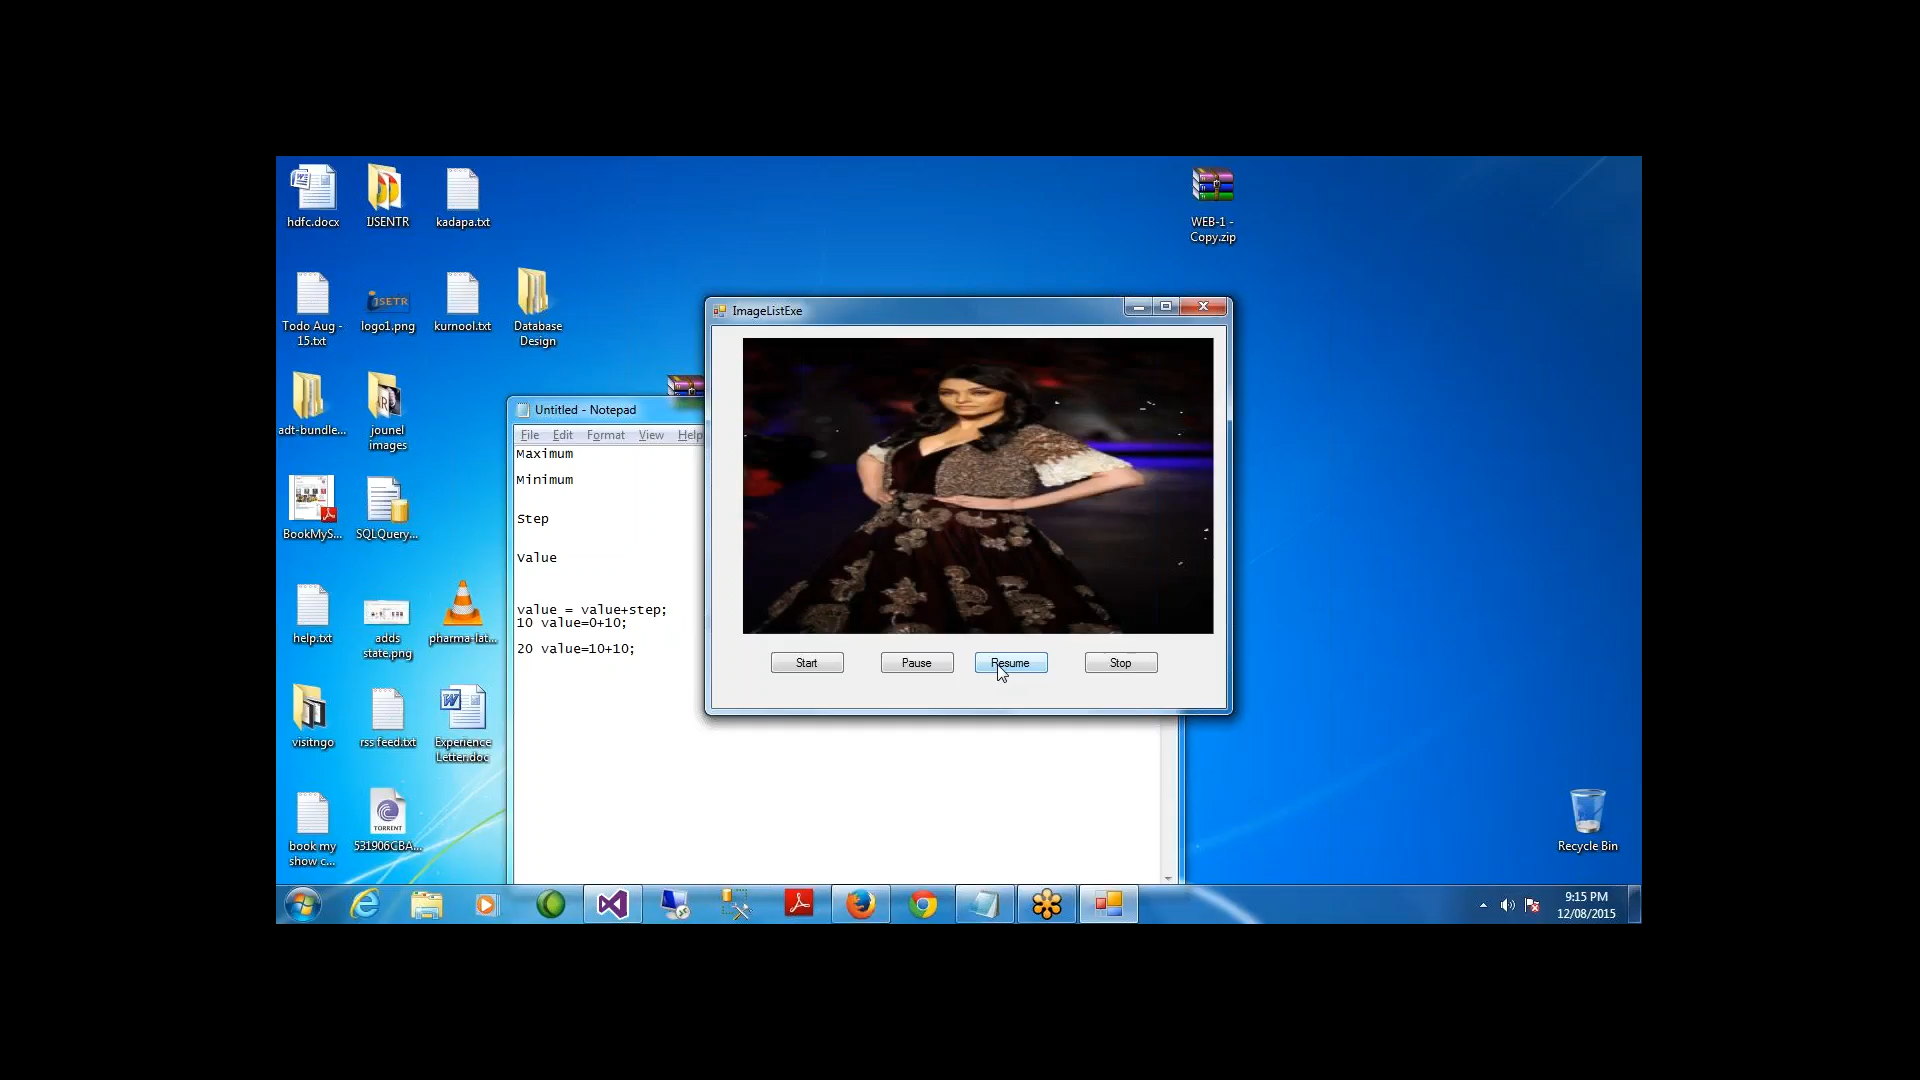 hdfc.docx
IJSENTR
kadapa.txt
WEB-1 -
Copy.zip
Todo Aug -
15.txt
logo1.png
kurnool.txt
Database
Design
adt-bundle...
jounel
images
BookMyS...
SQLQuery...
help.txt
adds
state.png
pharma-lat...
visitngo
rss feed.txt
Experience
Letter.doc
TORRENT
book my
show c...
531906CBA...
Recycle Bin
Untitled - Notepad
File Edit Format View Help
Maximum
Minimum
Step
Value
value = value+step;
10 value=0+10;
20 value=10+10;
ImageListExe
Start
Pause
Resume
Stop
9:15 PM
12/08/2015